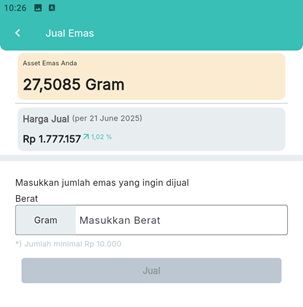 10:26
Jual Emas
Asset Emas Anda
27,5085 Gram
Harga Jual (per 21 June 2025)
Rp 1.777.157 1,02 %
Masukkan jumlah emas yang ingin dijual
Berat
Gram Masukkan Berat
*) Jumlah minimal Rp 10.000
Jual